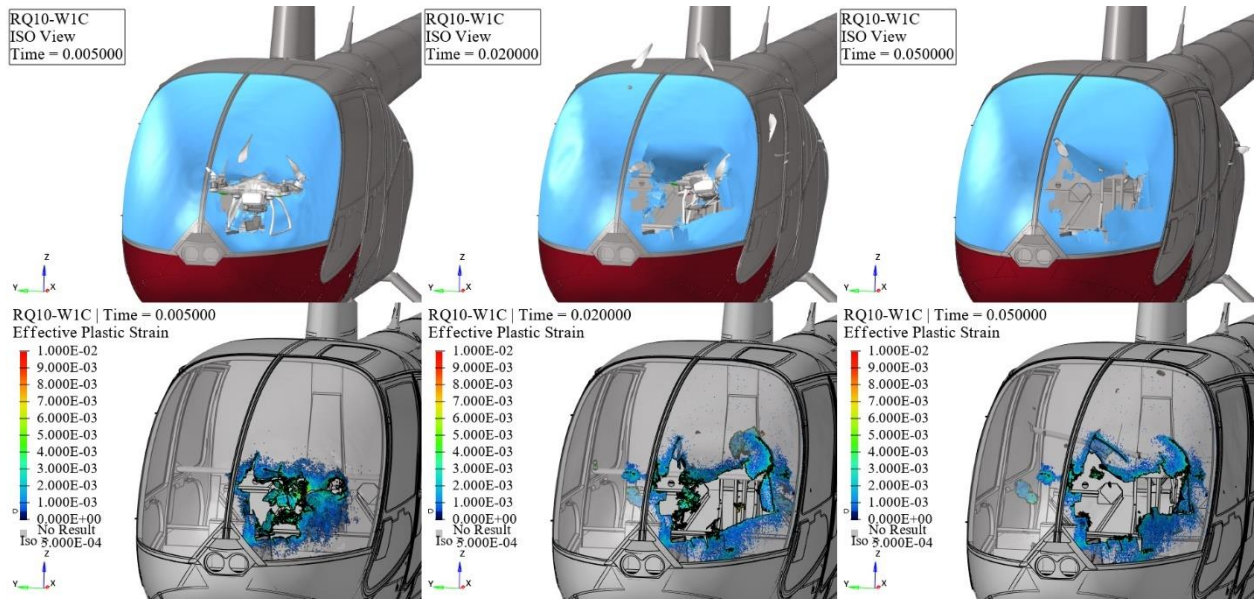 RQ10-W1C
ISO View
Time = 0.005000
Z
Y
X
RQ10-W1C
ISO View
Time = 0.020000
Z
Y
X
RQ10-W1C
ISO View
Time = 0.050000
Z
Y
X
RQ10-W1C | Time = 0.005000
Effective Plastic Strain
1.000E-02
9.000E-03
8.000E-03
7.000E-03
6.000E-03
5.000E-03
4.000E-03
3.000E-03
2.000E-03
1.000E-03
0.000E+00
No Result
Iso = 5.000E-04
Z
Y
X
RQ10-W1C | Time = 0.020000
Effective Plastic Strain
1.000E-02
9.000E-03
8.000E-03
7.000E-03
6.000E-03
5.000E-03
4.000E-03
3.000E-03
2.000E-03
1.000E-03
0.000E+00
No Result
Z
Y
X
RQ10-W1C | Time = 0.050000
Effective Plastic Strain
1.000E-02
9.000E-03
8.000E-03
7.000E-03
6.000E-03
5.000E-03
4.000E-03
3.000E-03
2.000E-03
1.000E-03
0.000E+00
No Result
Z
Y
X